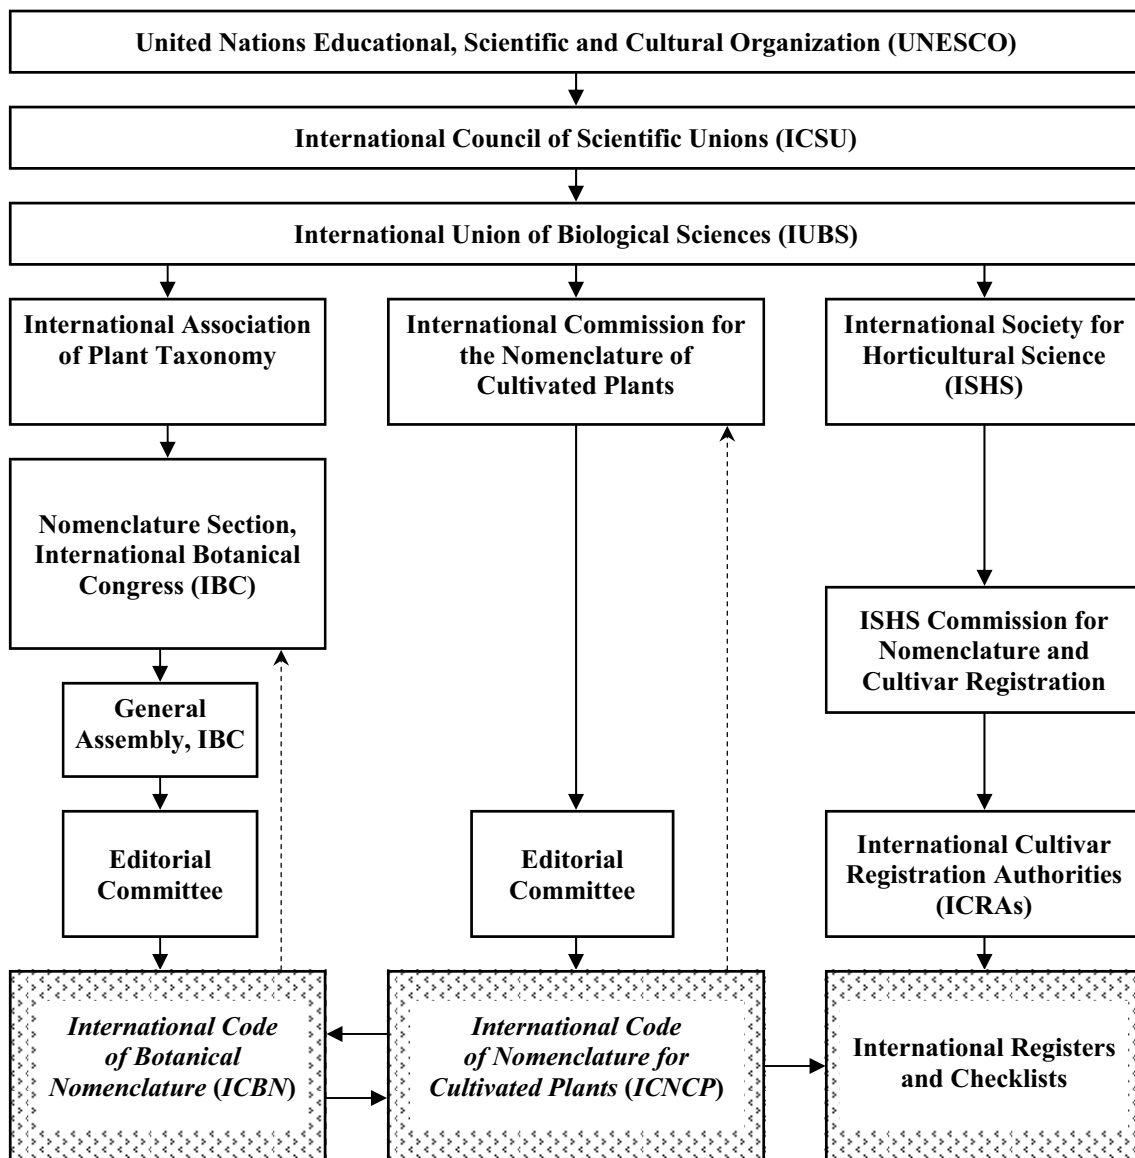 United Nations Educational, Scientific and Cultural Organization (UNESCO)
International Council of Scientific Unions (ICSU)
International Union of Biological Sciences (IUBS)
International Association
of Plant Taxonomy
International Commission for
the Nomenclature of
Cultivated Plants
International Society for
Horticultural Science
(ISHS)
Nomenclature Section,
International Botanical
Congress (IBC)
ISHS Commission for
Nomenclature and
Cultivar Registration
General
Assembly, IBC
Editorial
Committee
Editorial
Committee
International Cultivar
Registration Authorities
(ICRAs)
International Code
of Botanical
Nomenclature (ICBN)
International Code
of Nomenclature for
Cultivated Plants (ICNCP)
International Registers
and Checklists